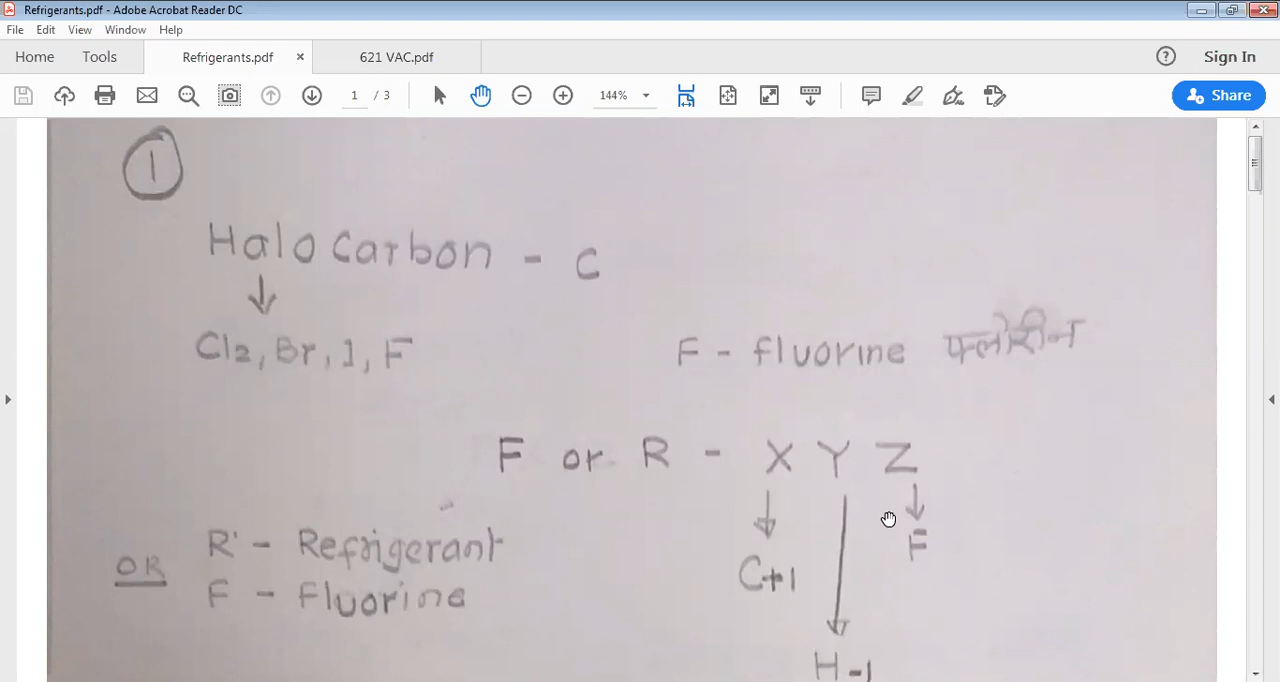 Refrigerants.pdf - Adobe Acrobat Reader DC
File Edit View Window Help
Home Tools Refrigerants.pdf × 621 VAC.pdf ? Sign In
1 / 3 144% Share
1
Halo Carbon - C
Cl2, Br, I, F
F - fluorine फ्लोरीन
F or R - X Y Z
C+1
F
H-1
OR
R - Refrigerant
F - Fluorine